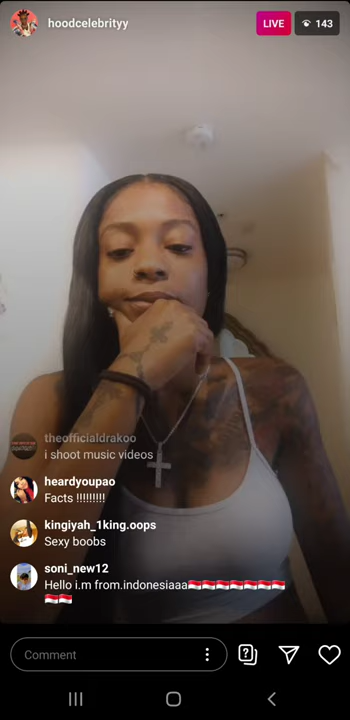 hoodcelebrityy
LIVE
143
theofficialdrakoo
i shoot music videos
heardyoupao
Facts !!!!!!!!!
kingiyah_1king.oops
Sexy boobs
soni_new12
Hello i.m from.indonesiaaa🇮🇩🇮🇩🇮🇩🇮🇩🇮🇩🇮🇩🇮🇩
🇮🇩🇮🇩
Comment